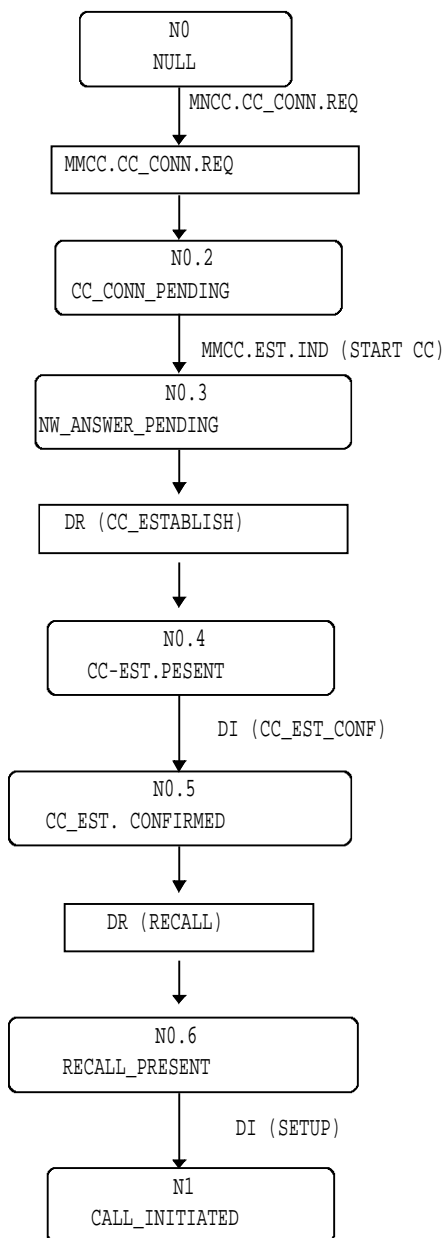 N0
NULL
MNCC.CC_CONN.REQ
MMCC.CC_CONN.REQ
N0.2
CC_CONN_PENDING
MMCC.EST.IND (START CC)
N0.3
NW_ANSWER_PENDING
DR (CC_ESTABLISH)
N0.4
CC-EST.PESENT
DI (CC_EST_CONF)
N0.5
CC_EST. CONFIRMED
DR (RECALL)
N0.6
RECALL_PRESENT
DI (SETUP)
N1
CALL_INITIATED